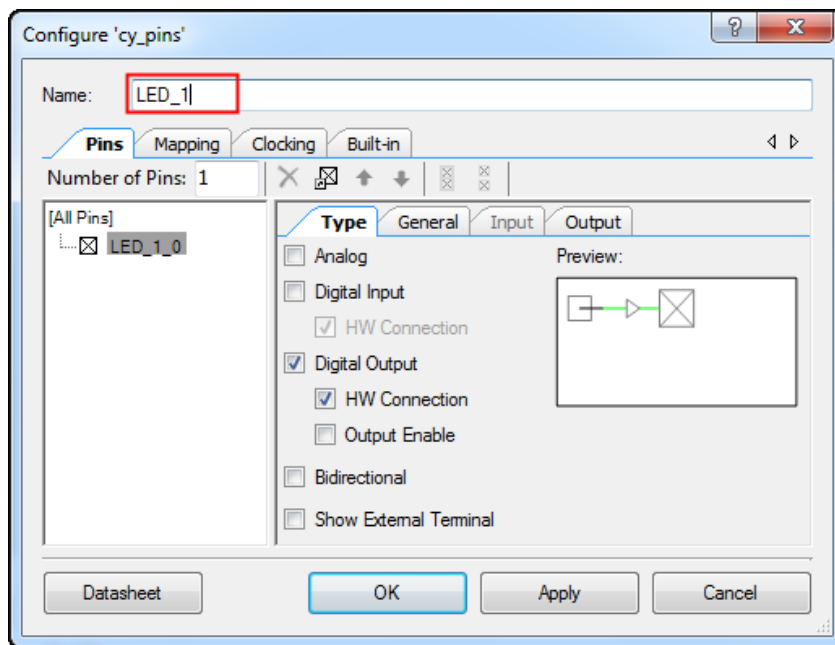 Configure 'cy_pins'
Name: LED_1
Pins Mapping Clocking Built-in
Number of Pins: 1
[All Pins]
LED_1_0
Type General Input Output
Analog
Preview:
Digital Input
HW Connection
Digital Output
HW Connection
Output Enable
Bidirectional
Show External Terminal
Datasheet OK Apply Cancel